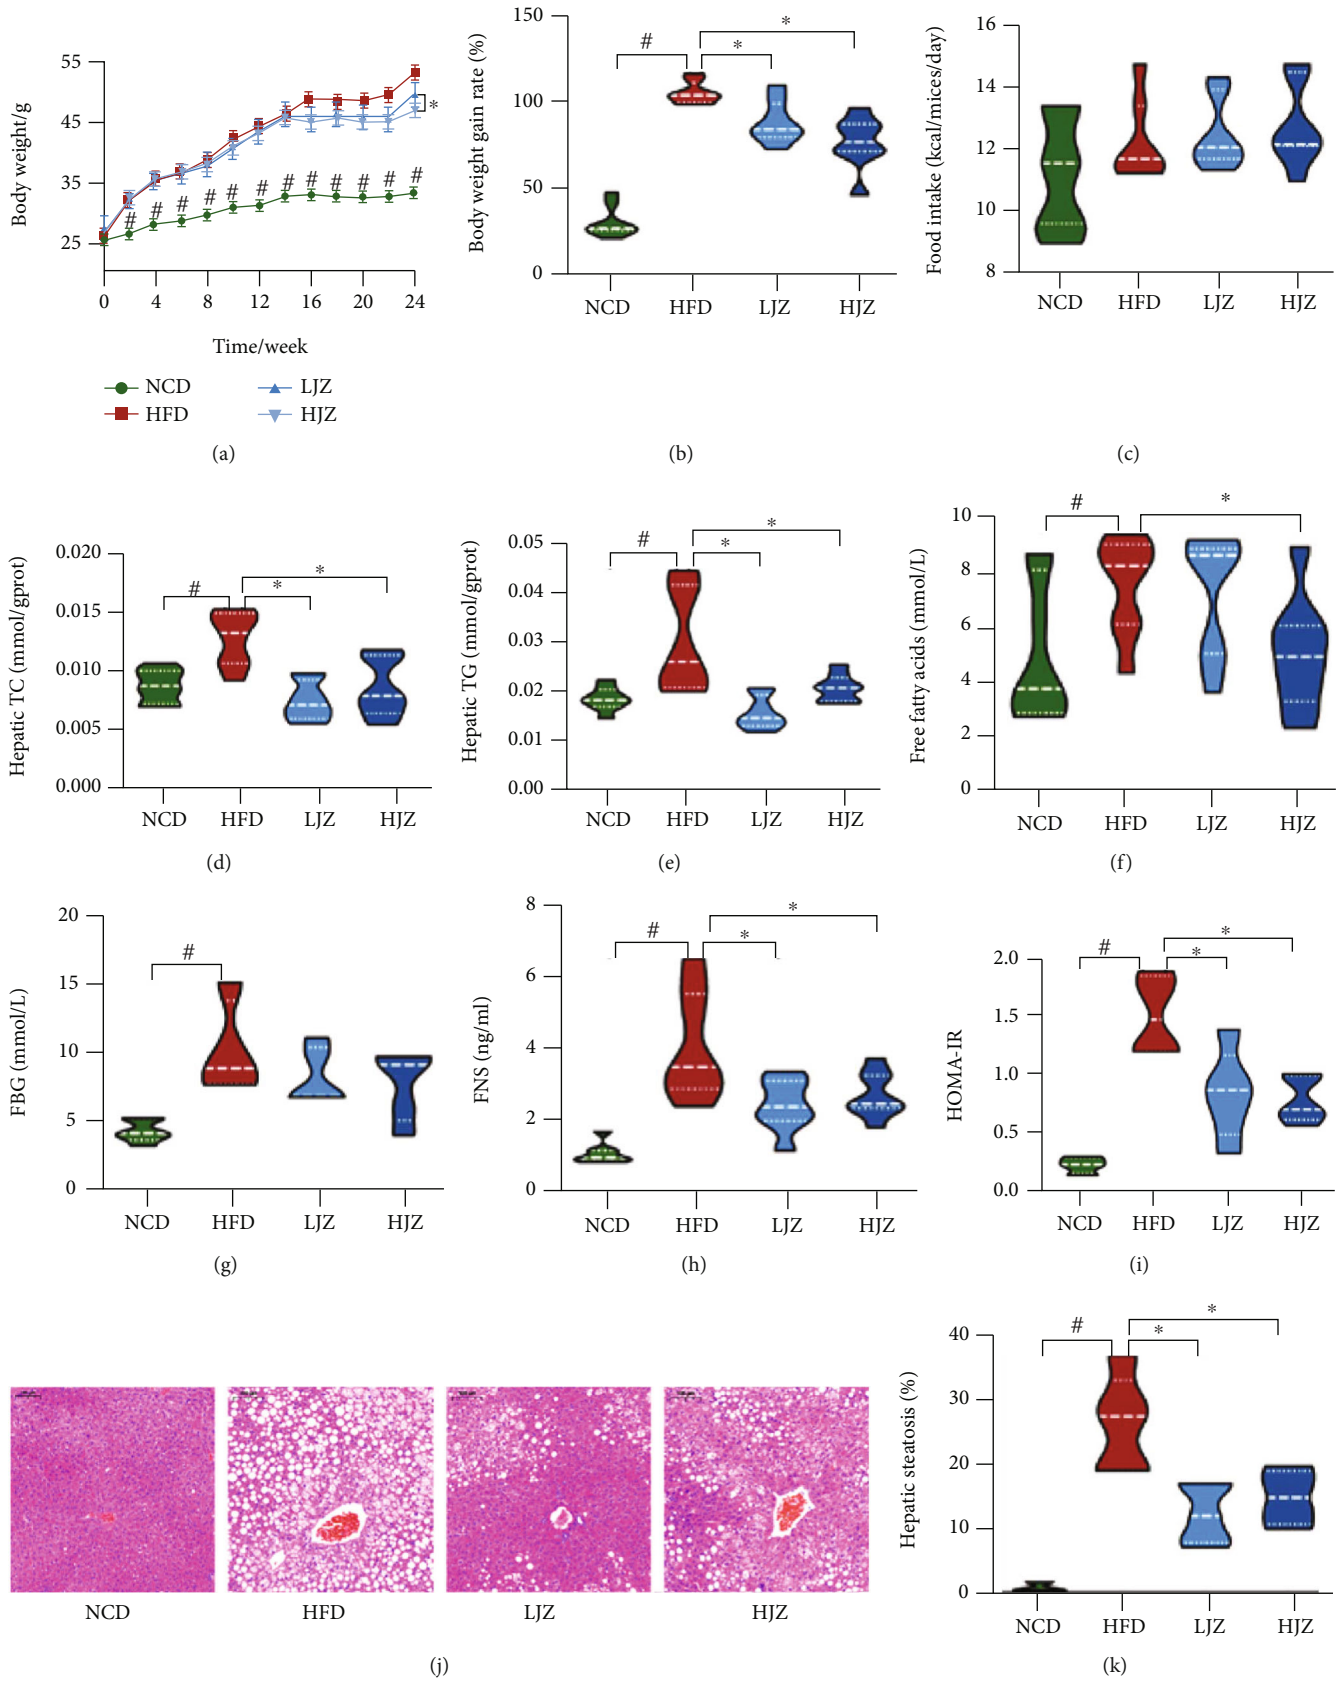 Body weight/g
55
45
35
25
# # # # # # # # # # # #
*
0 4 8 12 16 20 24
Time/week
NCD
LJZ
HFD
HJZ
(a)
Body weight gain rate (%)
150
100
50
0
#
*
*
NCD HFD LJZ HJZ
(b)
Food intake (kcal/mices/day)
16
14
12
10
8
NCD HFD LJZ HJZ
(c)
Hepatic TC (mmol/gprot)
0.020
0.015
0.010
0.005
0.000
#
*
*
NCD HFD LJZ HJZ
(d)
Hepatic TG (mmol/gprot)
0.05
0.04
0.03
0.02
0.01
0.00
#
*
*
NCD HFD LJZ HJZ
(e)
Free fatty acids (mmol/L)
10
8
6
4
2
0
#
*
NCD HFD LJZ HJZ
(f)
FBG (mmol/L)
20
15
10
5
0
#
NCD HFD LJZ HJZ
(g)
FNS (ng/ml)
8
6
4
2
0
#
*
*
NCD HFD LJZ HJZ
(h)
HOMA-IR
2.0
1.5
1.0
0.5
0.0
#
*
*
NCD HFD LJZ HJZ
(i)
NCD HFD LJZ HJZ
(j)
Hepatic steatosis (%)
40
30
20
10
0
#
*
*
NCD HFD LJZ HJZ
(k)